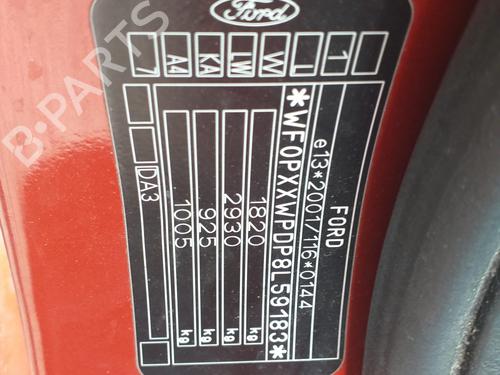 Ford
FORD
e13*2001/116*0144
*WF0PXXWPDP8L59183*
1820 kg
2930 kg
925 kg
1005 kg
DA3
1
I
W
LW
KA
A4
7
B-PARTS